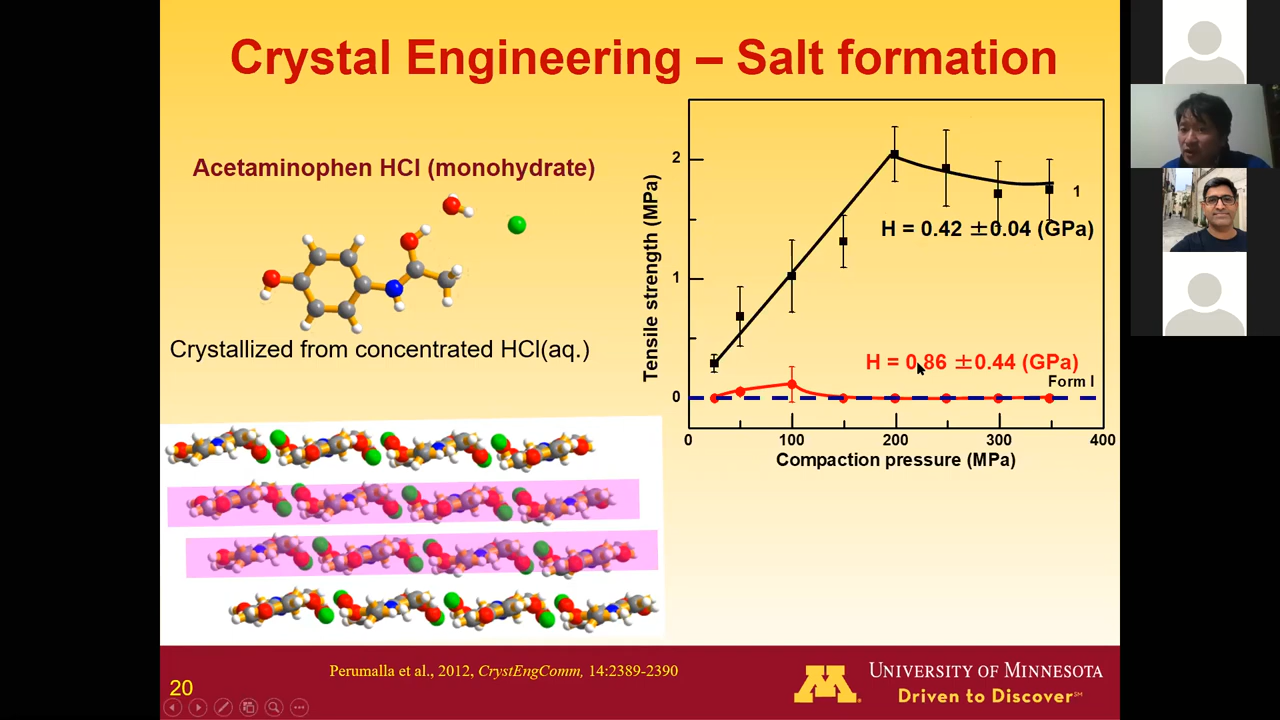 Crystal Engineering – Salt formation
Acetaminophen HCl (monohydrate)
Crystallized from concentrated HCl(aq.)
Tensile strength (MPa)
2
1
0
1
H = 0.42 ±0.04 (GPa)
H = 0.86 ±0.44 (GPa)
Form I
0
100
200
300
400
Compaction pressure (MPa)
Perumalla et al., 2012, CrystEngComm, 14:2389-2390
20
M
UNIVERSITY OF MINNESOTA
Driven to Discover℠